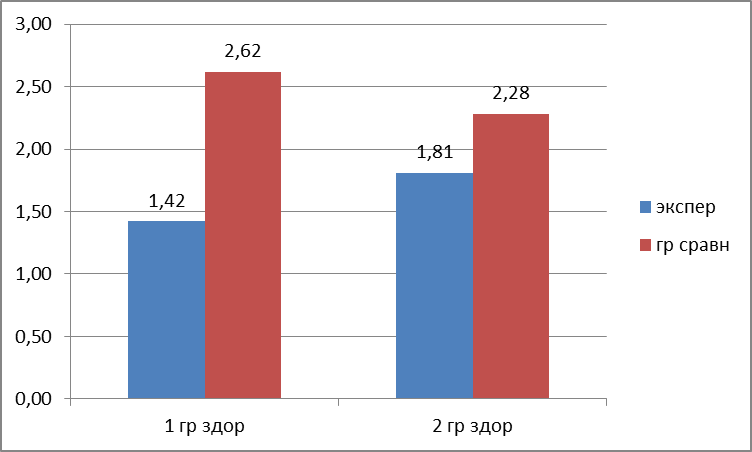 3,00
2,50
2,00
1,50
1,00
0,50
0,00
1,42
2,62
1,81
2,28
1 гр здор
2 гр здор
экспер
гр сравн